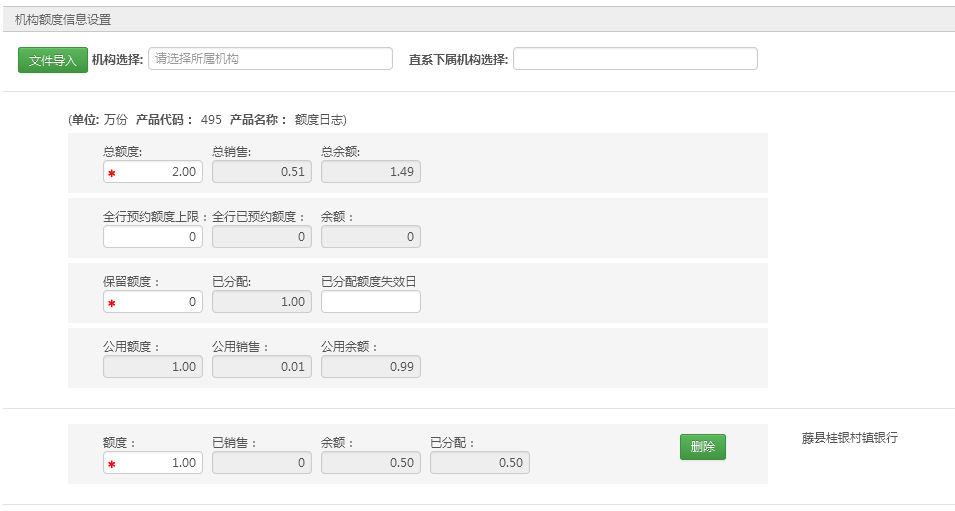 机构额度信息设置
文件导入 机构选择: 请选择所属机构 直系下属机构选择:
(单位: 万份 产品代码： 495 产品名称： 额度日志)
总额度: 总销售: 总余额:
* 2.00 0.51 1.49
全行预约额度上限： 全行已预约额度： 余额：
0 0 0
保留额度： 已分配: 已分配额度失效日
* 0 1.00
公用额度： 公用销售： 公用余额：
1.00 0.01 0.99
额度： 已销售： 余额： 已分配：
* 1.00 0 0.50 0.50 删除 藤县桂银村镇银行